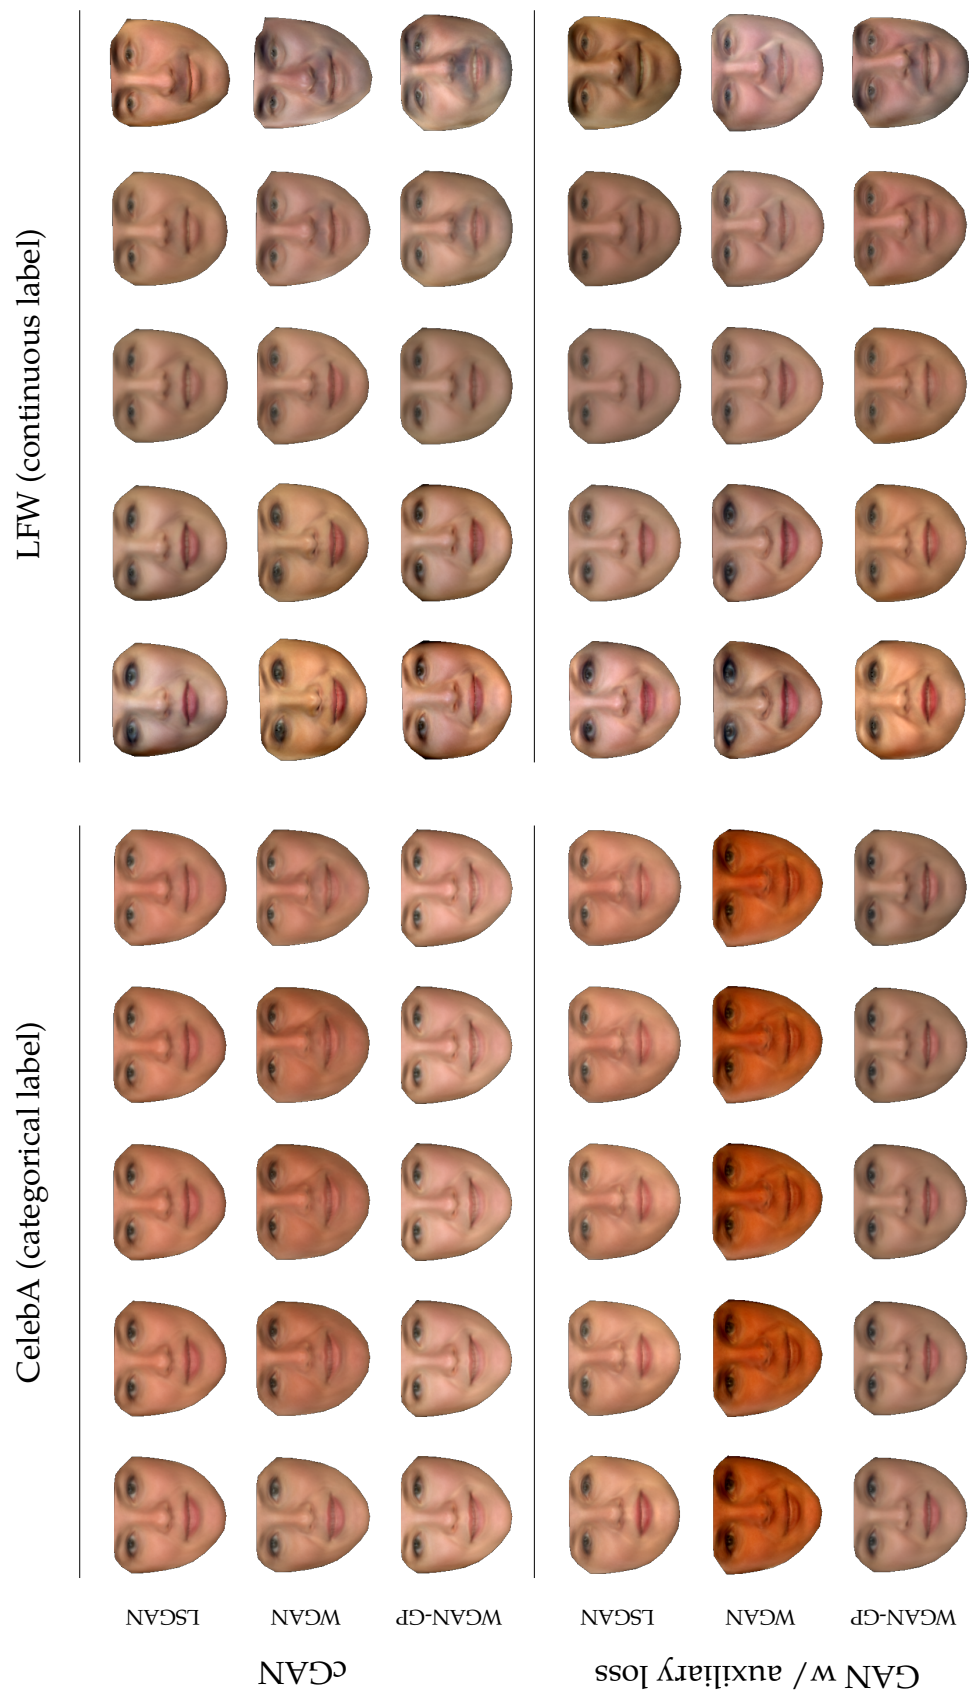 CelebA (categorical label)
LFW (continuous label)
cGAN
LSGAN
WGAN
WGAN-GP
GAN w/ auxiliary loss
LSGAN
WGAN
WGAN-GP